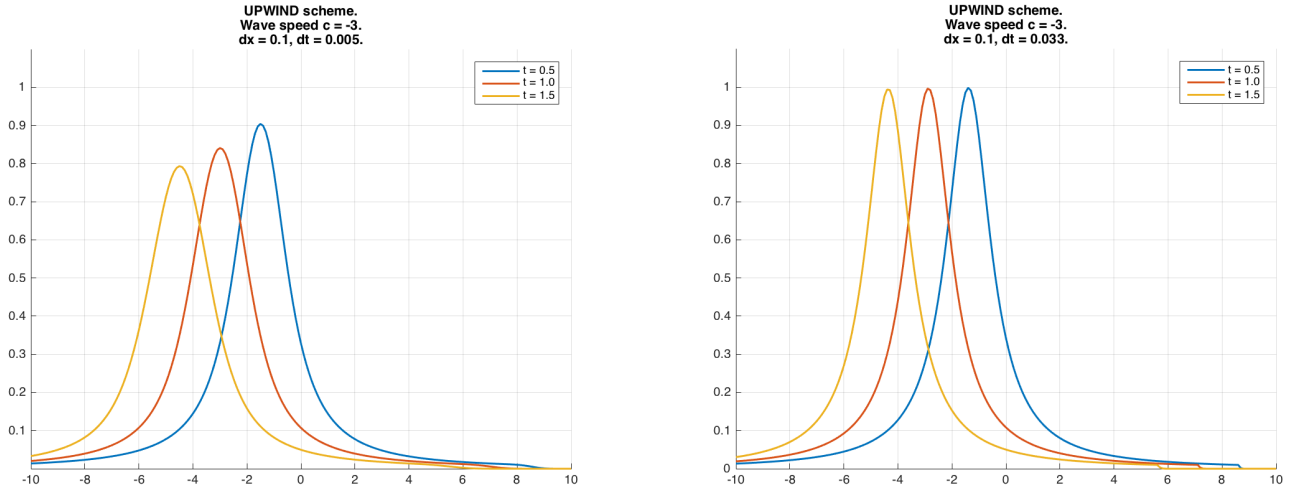 UPWIND scheme.
Wave speed c = -3.
dx = 0.1, dt = 0.005.
t = 0.5
t = 1.0
t = 1.5
1
0.9
0.8
0.7
0.6
0.5
0.4
0.3
0.2
0.1
-10 -8 -6 -4 -2 0 2 4 6 8 10
UPWIND scheme.
Wave speed c = -3.
dx = 0.1, dt = 0.033.
t = 0.5
t = 1.0
t = 1.5
1
0.9
0.8
0.7
0.6
0.5
0.4
0.3
0.2
0.1
0
-10 -8 -6 -4 -2 0 2 4 6 8 10